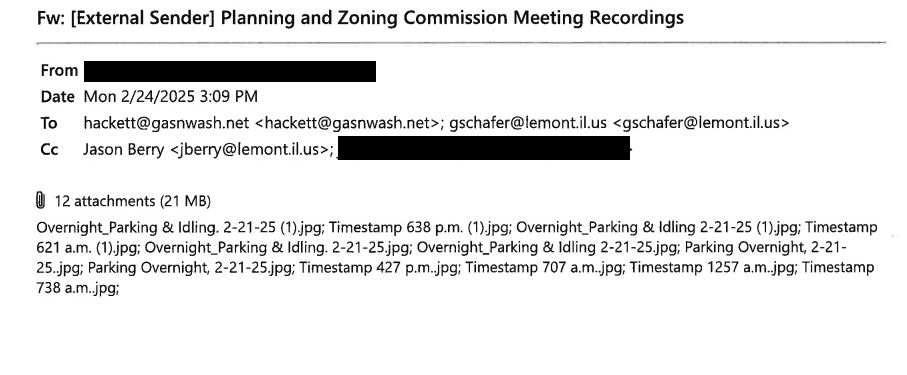 Fw: [External Sender] Planning and Zoning Commission Meeting Recordings
From
Date Mon 2/24/2025 3:09 PM
To hackett@gasnwash.net <hackett@gasnwash.net>; gschafer@lemont.il.us <gschafer@lemont.il.us>
Cc Jason Berry <jberry@lemont.il.us>;
12 attachments (21 MB)
Overnight_Parking & Idling. 2-21-25 (1).jpg; Timestamp 638 p.m. (1).jpg; Overnight_Parking & Idling 2-21-25 (1).jpg; Timestamp
621 a.m. (1).jpg; Overnight_Parking & Idling. 2-21-25.jpg; Overnight_Parking & Idling 2-21-25.jpg; Parking Overnight, 2-21-
25..jpg; Parking Overnight, 2-21-25.jpg; Timestamp 427 p.m..jpg; Timestamp 707 a.m..jpg; Timestamp 1257 a.m..jpg; Timestamp
738 a.m..jpg;